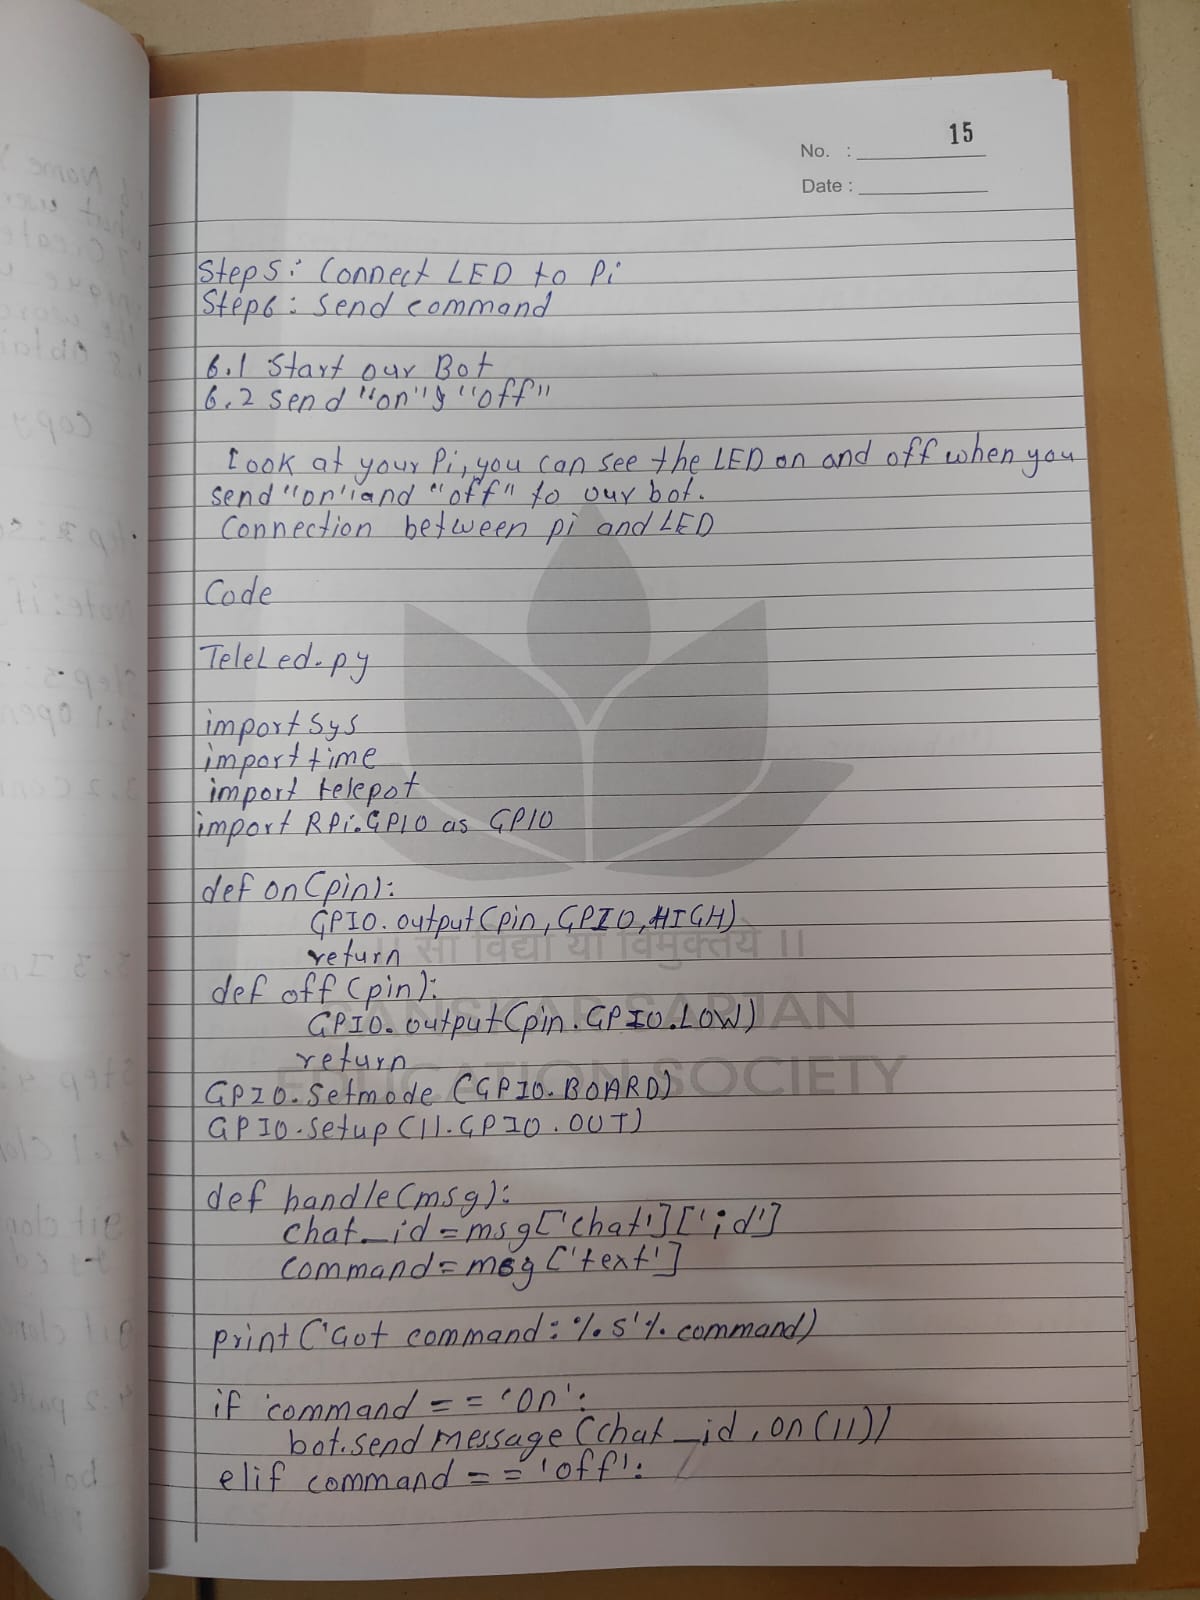 15
No. :
Date :
Step5: Connect LED to Pi
Step6: Send command
6.1 Start our Bot
6.2 Send "on" & "off"
Look at your Pi, you can see the LED on and off when you
send "on" and "off" to our bot.
Connection between pi and LED
Code
TeleLed.py
import sys
import time
import telepot
import RPi.GPIO as GPIO
def on(pin):
GPIO.output(pin, GPIO,HIGH)
return
|| सा विद्या या विमुक्तये ||
def off(pin):
SANSKAR SARJAN
GPIO.output(pin.GPIO.LOW)
return
EDUCATION SOCIETY
GPIO.Setmode (GPIO.BOARD)
GPIO.setup(11.GPIO.OUT)
def handle(msg):
chat_id=msg['chat']['id']
command=msg['text']
print('Got command: %s'% command)
if command == 'on':
bot.sendmessage(chat_id, on(11))
elif command == 'off':